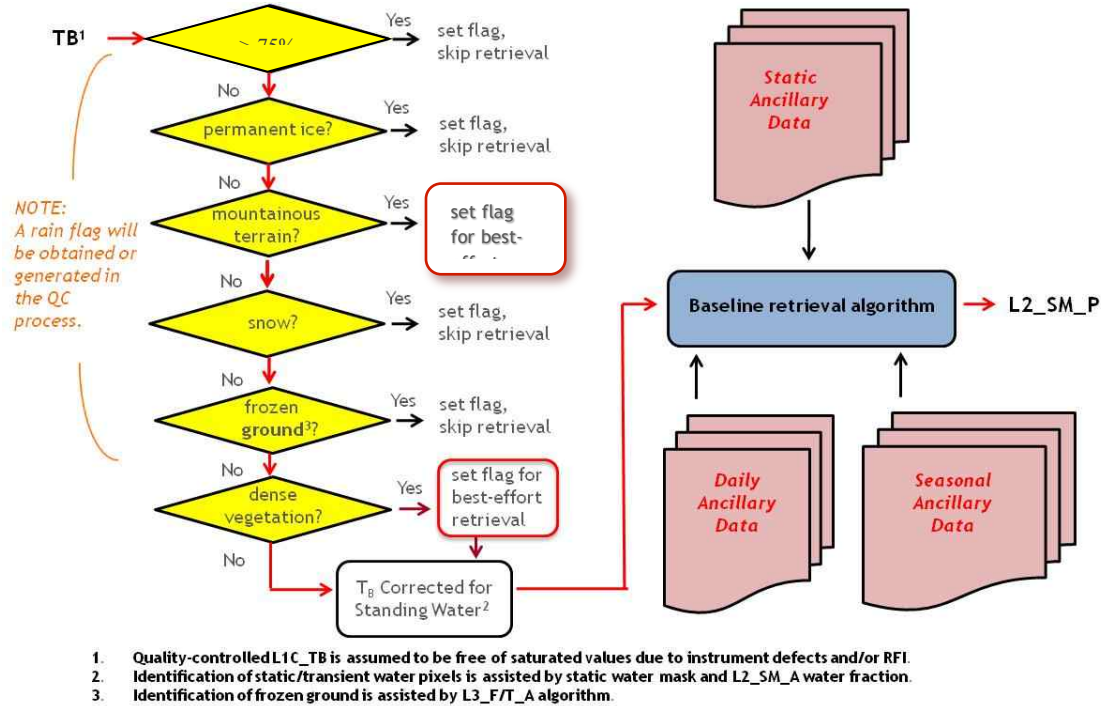 TB¹
> 75%
Yes
set flag,
skip retrieval
No
permanent ice?
Yes
set flag,
skip retrieval
No
mountainous
terrain?
Yes
set flag
for best-
No
snow?
Yes
set flag,
skip retrieval
No
frozen
ground³?
Yes
set flag,
skip retrieval
No
dense
vegetation?
Yes
set flag for
best-effort
retrieval
No
T_B Corrected for
Standing Water²
NOTE:
A rain flag will
be obtained or
generated in
the QC
process.
Static
Ancillary
Data
Baseline retrieval algorithm
L2_SM_P
Daily
Ancillary
Data
Seasonal
Ancillary
Data
1. Quality-controlled L1C_TB is assumed to be free of saturated values due to instrument defects and/or RFI.
2. Identification of static/transient water pixels is assisted by static water mask and L2_SM_A water fraction.
3. Identification of frozen ground is assisted by L3_F/T_A algorithm.